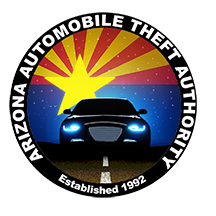 ARIZONA AUTOMOBILE THEFT AUTHORITY
Established 1992